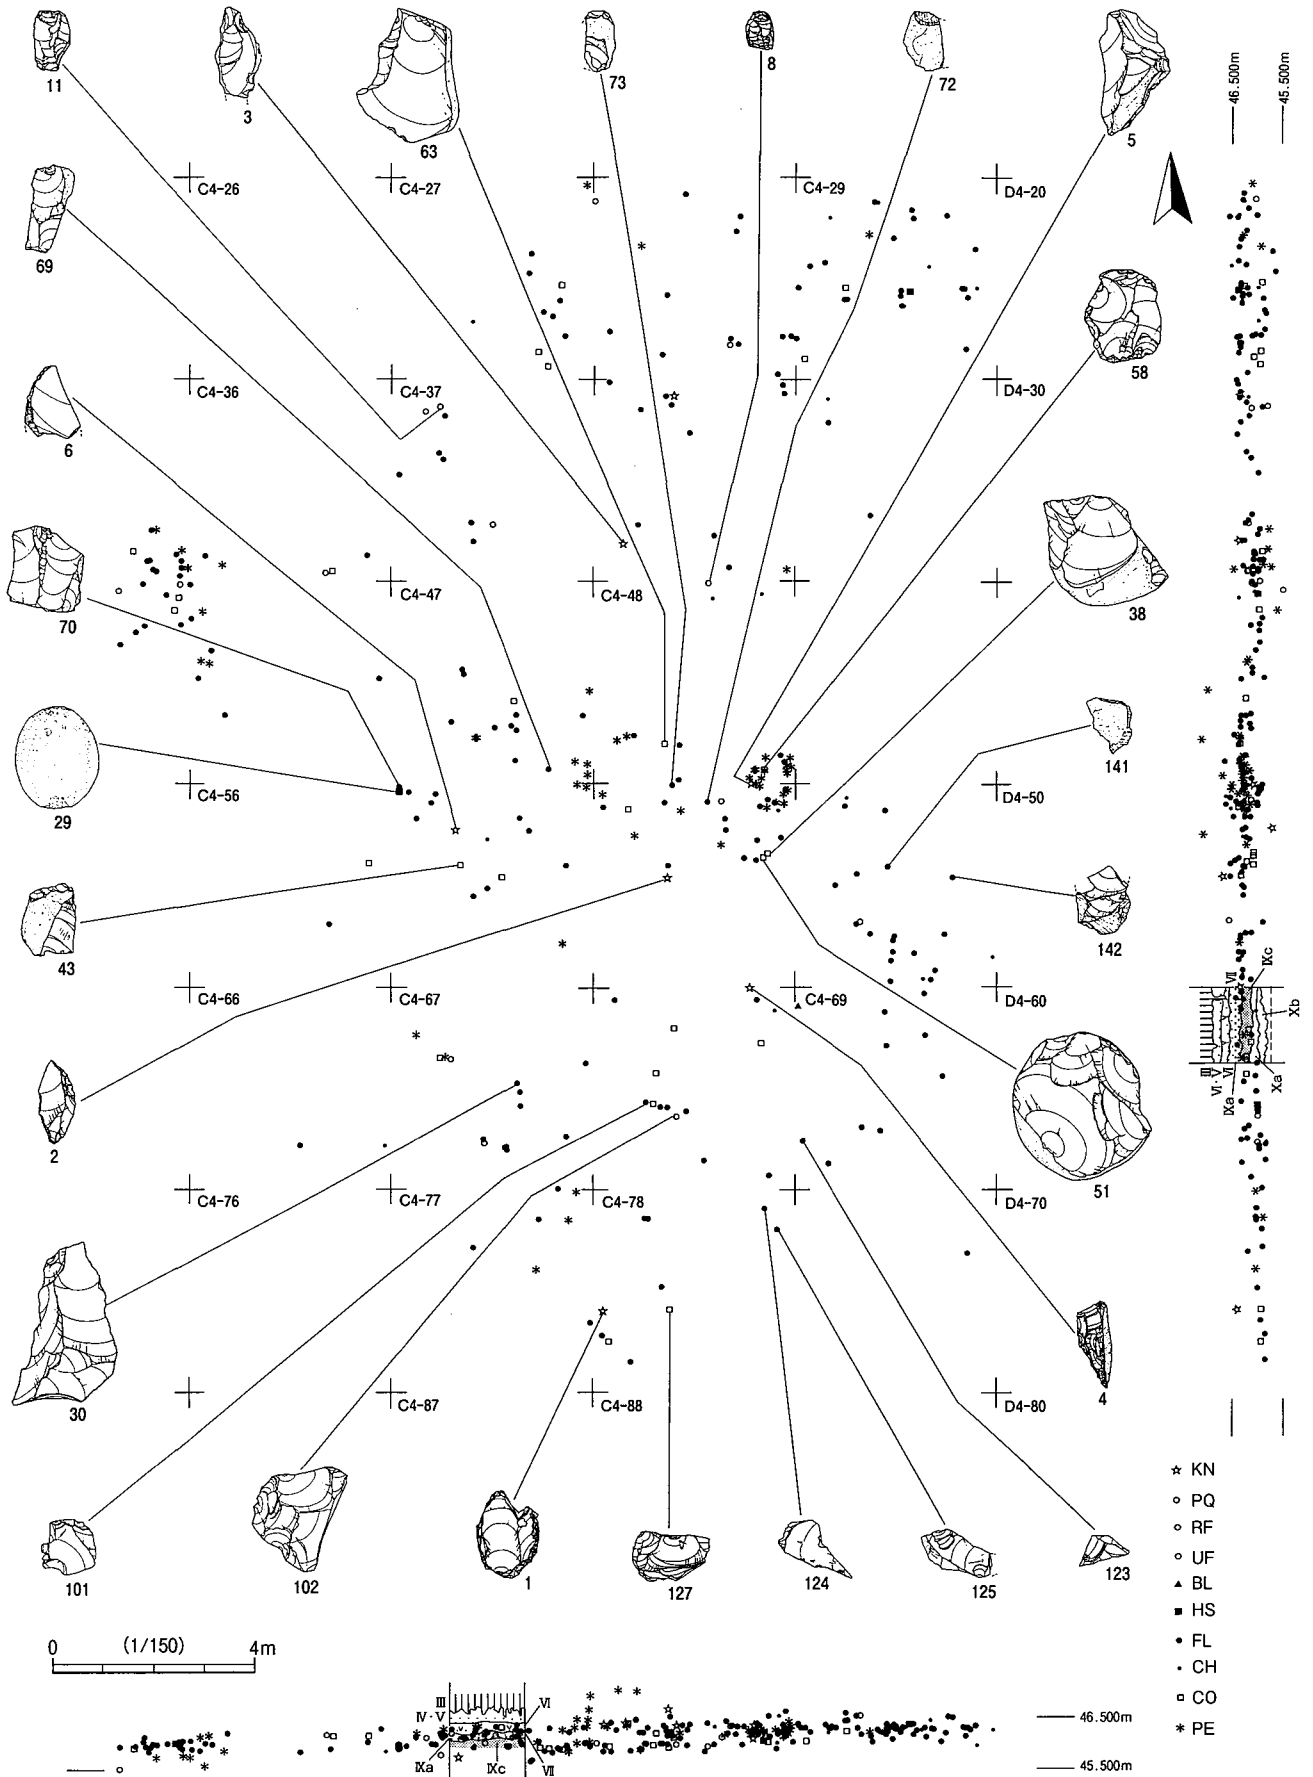 11
3
63
73
8
72
5
46.500m
45.500m
C4-26
C4-27
C4-29
D4-20
69
58
C4-36
C4-37
D4-30
6
38
70
C4-47
C4-48
141
29
C4-56
D4-50
142
43
C4-66
C4-67
C4-69
D4-60
VII
IXc
Xb
III
VI·V
VI
IXa
Xa
2
51
C4-76
C4-77
C4-78
D4-70
30
4
C4-87
C4-88
D4-80
101
102
1
127
124
125
123
☆ KN
○ PQ
○ RF
○ UF
▲ BL
■ HS
● FL
• CH
□ CO
* PE
0 (1/150) 4m
III
IV·V
VI
IXa
IXc
VII
46.500m
45.500m